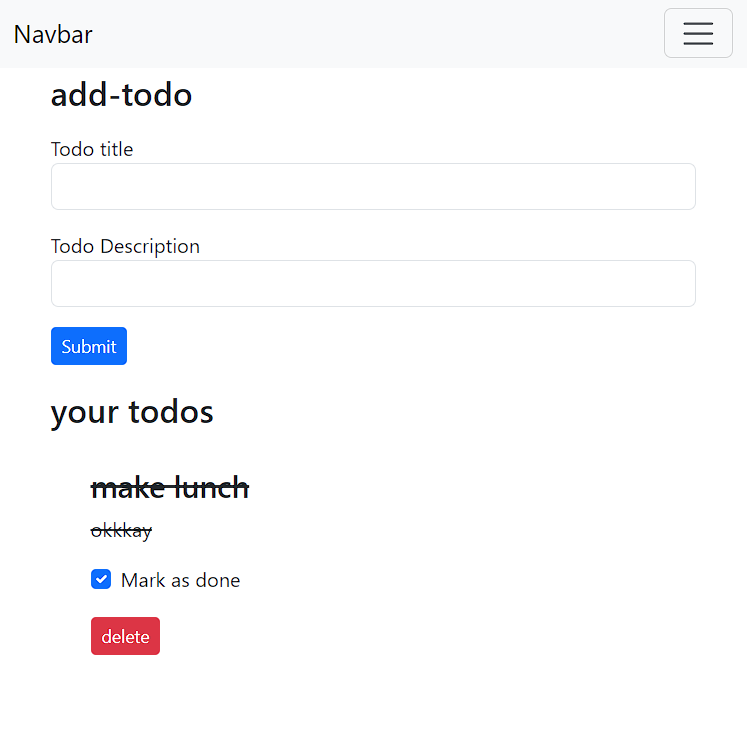 Navbar
add-todo
Todo title
Todo Description
Submit
your todos
make lunch
okkkay
Mark as done
delete